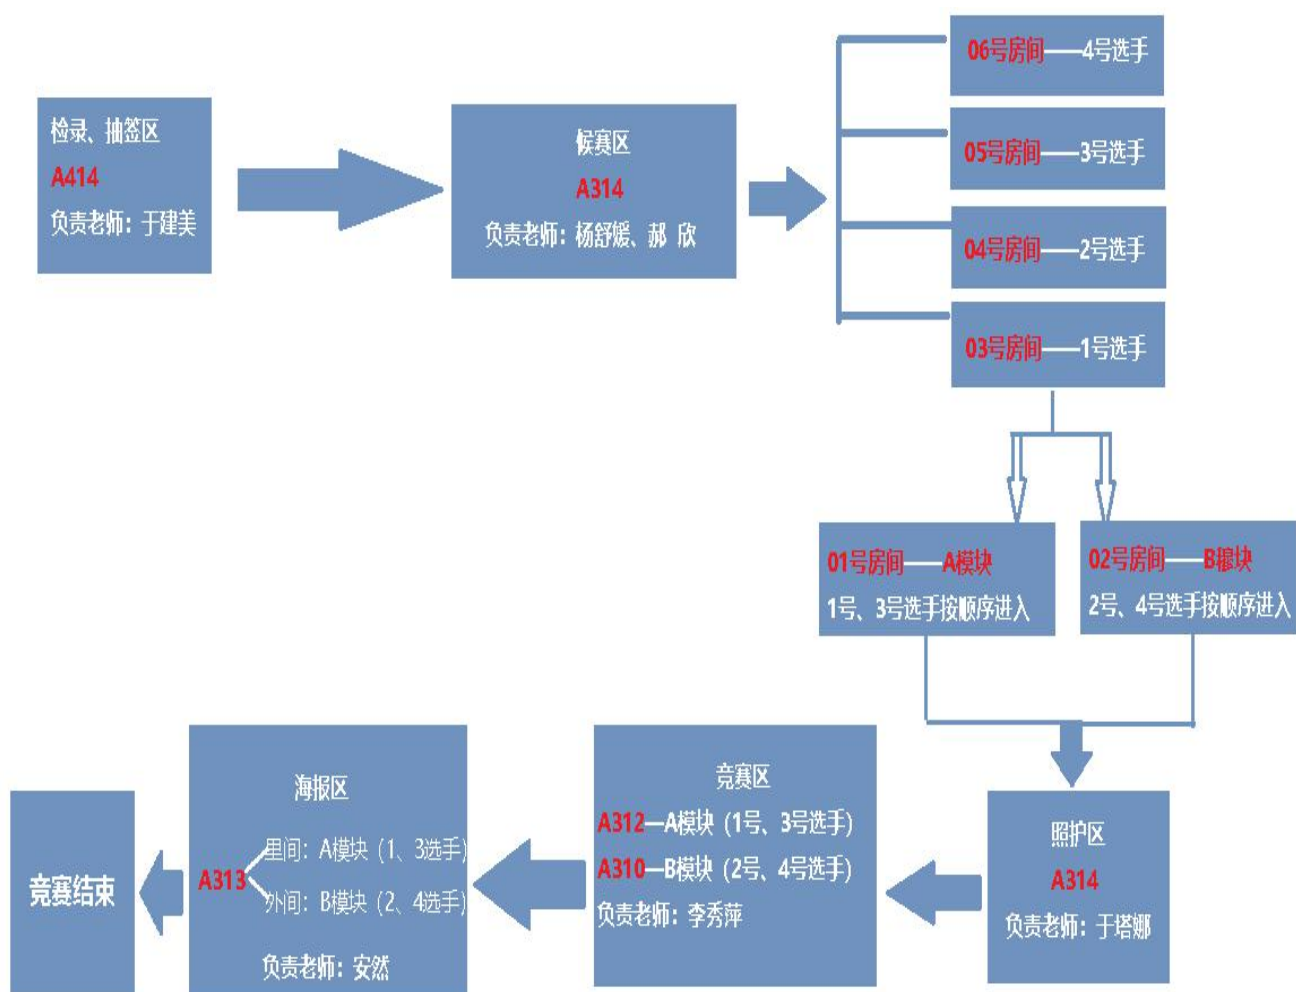 检录、抽签区
A414
负责老师：于建美
候赛区
A314
负责老师：杨舒媛、郝 欣
06号房间——4号选手
05号房间——3号选手
04号房间——2号选手
03号房间——1号选手
01号房间——A模块
1号、3号选手按顺序进入
02号房间——B穆块
2号、4号选手按顺序进入
照护区
A314
负责老师：于塔娜
竞赛区
A312—A模块（1号、3号选手）
A310—B模块（2号、4号选手）
负责老师：李秀萍
海报区
里间：A模块（1、3选手）
A313
外间：B模块（2、4选手）
负责老师：安然
竞赛结束